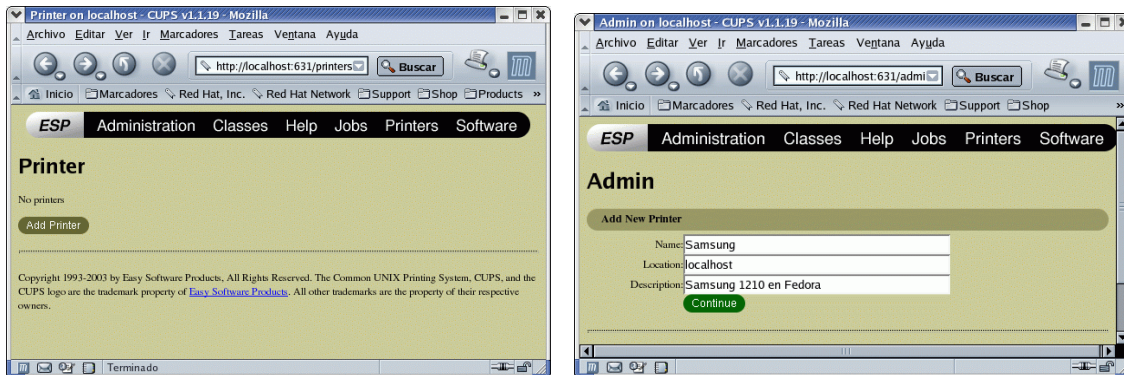 Printer on localhost - CUPS v1.1.19 - Mozilla
Archivo Editar Ver Ir Marcadores Tareas Ventana Ayuda
http://localhost:631/printers Buscar
Inicio Marcadores Red Hat, Inc. Red Hat Network Support Shop Products »
ESP Administration Classes Help Jobs Printers Software
Printer
No printers
Add Printer
Copyright 1993-2003 by Easy Software Products, All Rights Reserved. The Common UNIX Printing System, CUPS, and the
CUPS logo are the trademark property of Easy Software Products. All other trademarks are the property of their respective
owners.
Terminado
Admin on localhost - CUPS v1.1.19 - Mozilla
Archivo Editar Ver Ir Marcadores Tareas Ventana Ayuda
http://localhost:631/admi Buscar
Inicio Marcadores Red Hat, Inc. Red Hat Network Support Shop »
ESP Administration Classes Help Jobs Printers Software
Admin
Add New Printer
Name: Samsung
Location: localhost
Description: Samsung 1210 en Fedora
Continue